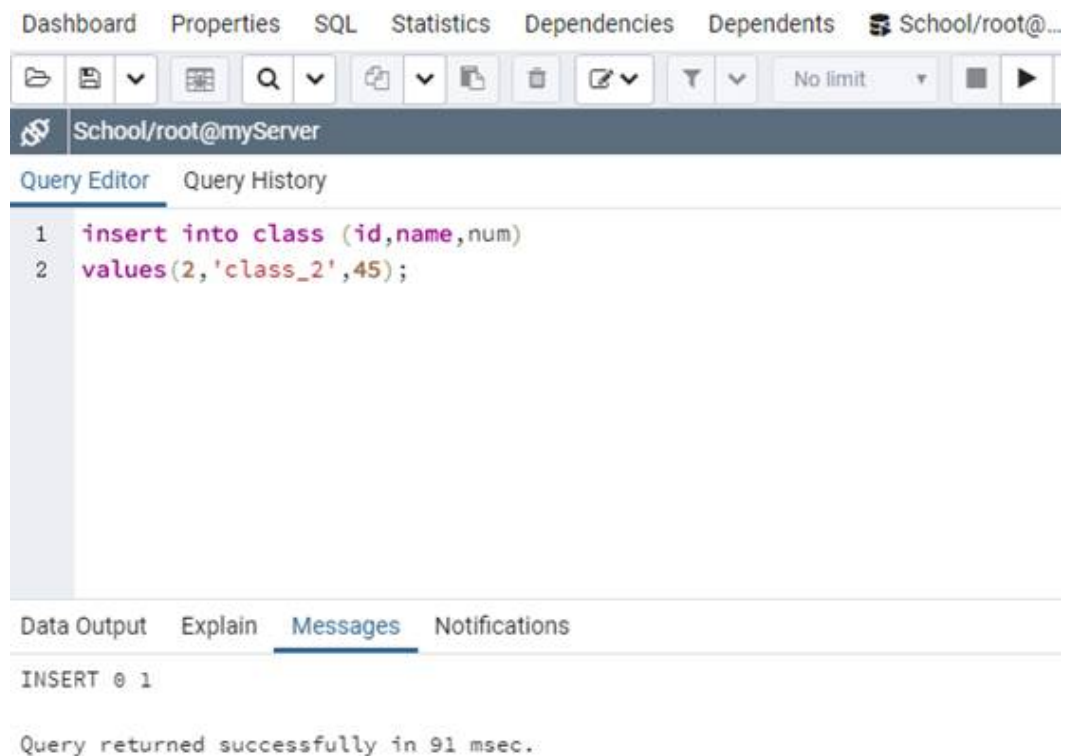 Dashboard Properties SQL Statistics Dependencies Dependents School/root@...
No limit
School/root@myServer
Query Editor Query History
1 insert into class (id,name,num)
2 values(2,'class_2',45);
Data Output Explain Messages Notifications
INSERT 0 1
Query returned successfully in 91 msec.